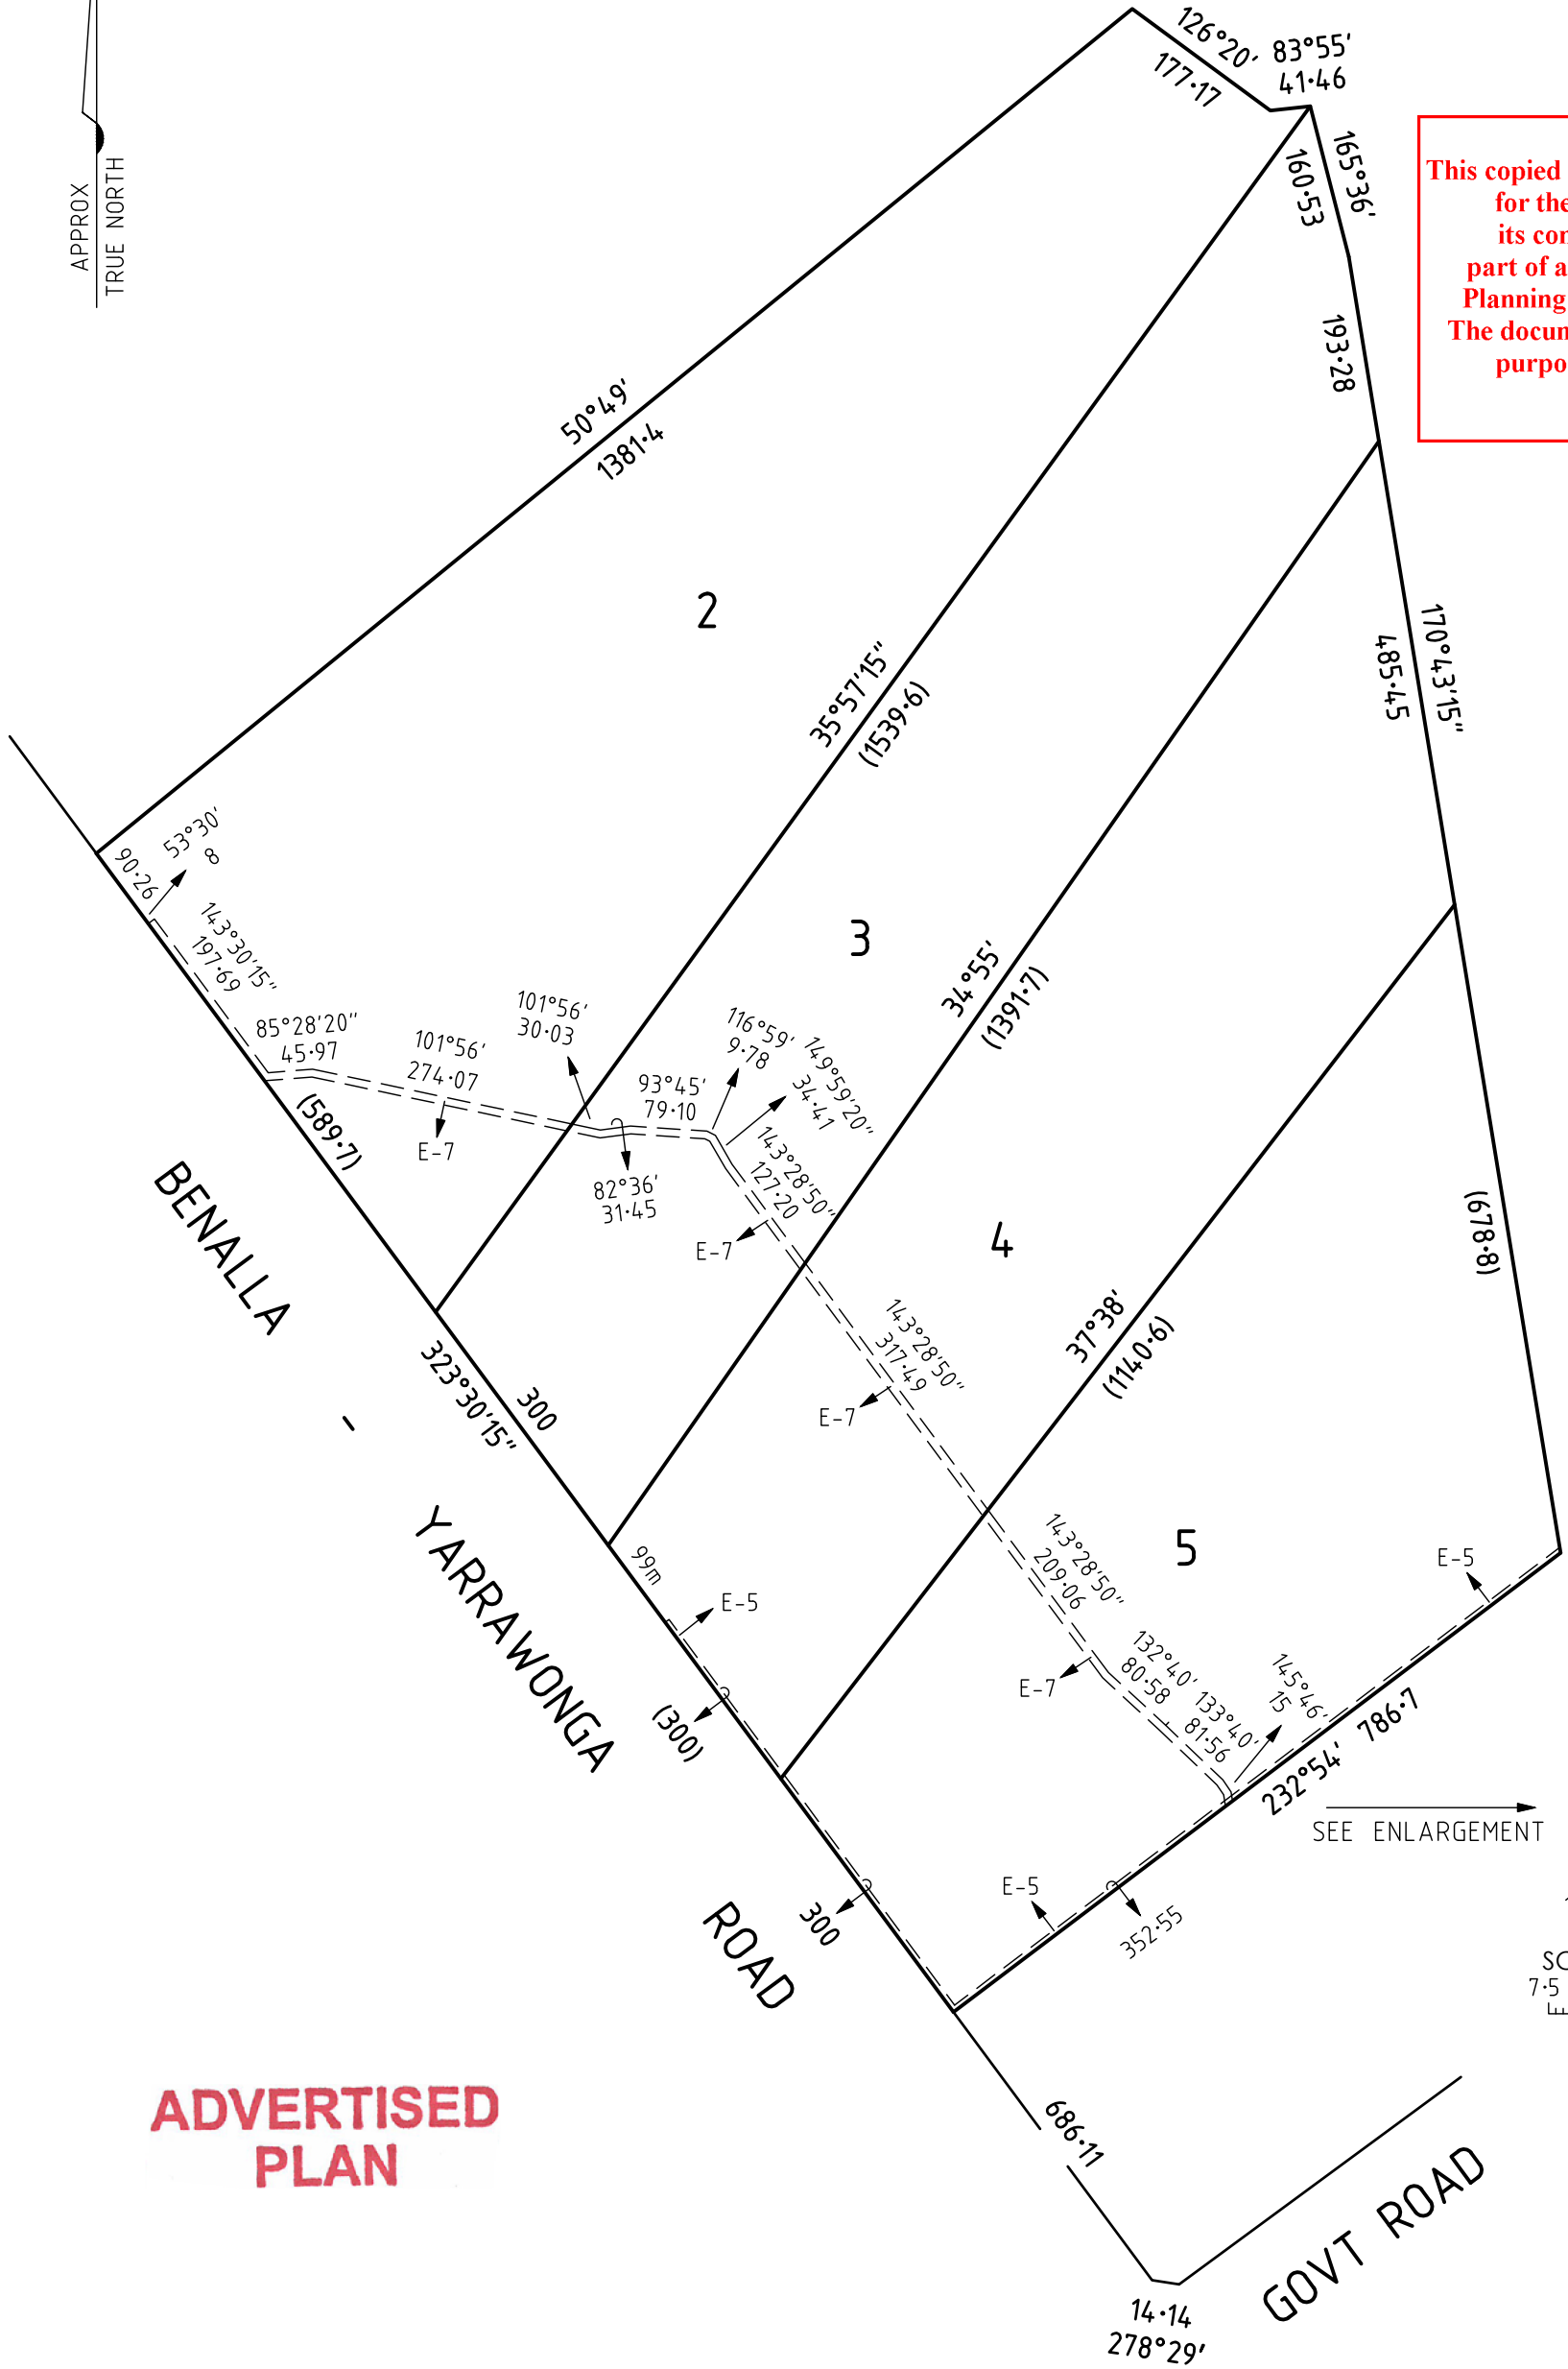 APPROX
TRUE NORTH
126°20'
177·17
83°55'
41·46
165°36'
160·53
This copied
for the
its con
part of a
Planning
The docum
purpo
193·28
50°49'
1381·4
2
170°43'15"
485·45
35°57'15"
(1539·6)
53°30'
8
90·26
143°30'15"
197·69
3
34°55'
(1391·7)
85°28'20"
45·97
101°56'
274·07
101°56'
30·03
93°45'
79·10
116°59'
9·78
149°59'20"
34·41
143°28'50"
127·20
E-7
(589·7)
82°36'
31·45
E-7
4
(678·8)
143°28'50"
317·49
E-7
37°38'
(1140·6)
BENALLA - YARRAWONGA ROAD
323°30'15"
300
5
143°28'50"
209·06
E-5
99m
E-5
132°40'
80·58
133°40'
81·56
145°46'
15
E-7
(300)
786·7
232°54'
SEE ENLARGEMENT
E-5
300
352·55
SC
7·5
686·11
ADVERTISED
PLAN
GOVT ROAD
14·14
278°29'